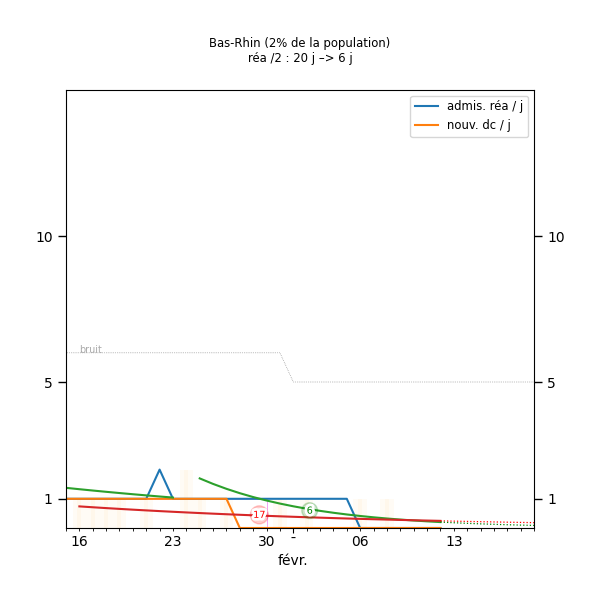 Bas-Rhin (2% de la population)
réa /2 : 20 j –> 6 j
admis. réa / j
nouv. dc / j
10
10
bruit
5
5
1
1
17
6
16
23
30
-
06
13
févr.